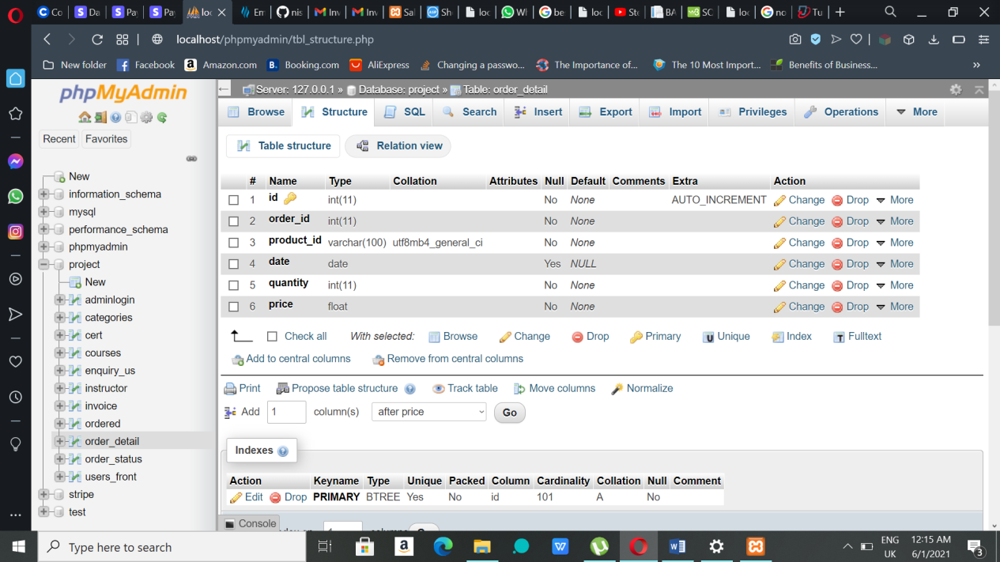 Co
Da
Pay
Pay
loc
Em
nis
Inv
Inv
Sal
Sh
loc
Wh
be
loc
Ste
BA
SC
loc
no
Tu
localhost/phpmyadmin/tbl_structure.php
New folder
Facebook
Amazon.com
Booking.com
AliExpress
Changing a passwo...
The Importance of...
The 10 Most Import...
Benefits of Business...
phpMyAdmin
Recent
Favorites
New
information_schema
mysql
performance_schema
phpmyadmin
project
New
adminlogin
categories
cert
courses
enquiry_us
instructor
invoice
ordered
order_detail
order_status
users_front
stripe
test
Server: 127.0.0.1 » Database: project » Table: order_detail
Browse Structure SQL Search Insert Export Import Privileges Operations More
Table structure Relation view
# Name Type Collation Attributes Null Default Comments Extra Action
1 id int(11) No None AUTO_INCREMENT Change Drop More
2 order_id int(11) No None Change Drop More
3 product_id varchar(100) utf8mb4_general_ci No None Change Drop More
4 date date Yes NULL Change Drop More
5 quantity int(11) No None Change Drop More
6 price float No None Change Drop More
Check all With selected: Browse Change Drop Primary Unique Index Fulltext
Add to central columns Remove from central columns
Print Propose table structure Track table Move columns Normalize
Add 1 column(s) after price Go
Indexes
Action Keyname Type Unique Packed Column Cardinality Collation Null Comment
Edit Drop PRIMARY BTREE Yes No id 101 A No
Console
Type here to search
ENG
UK
12:15 AM
6/1/2021
3